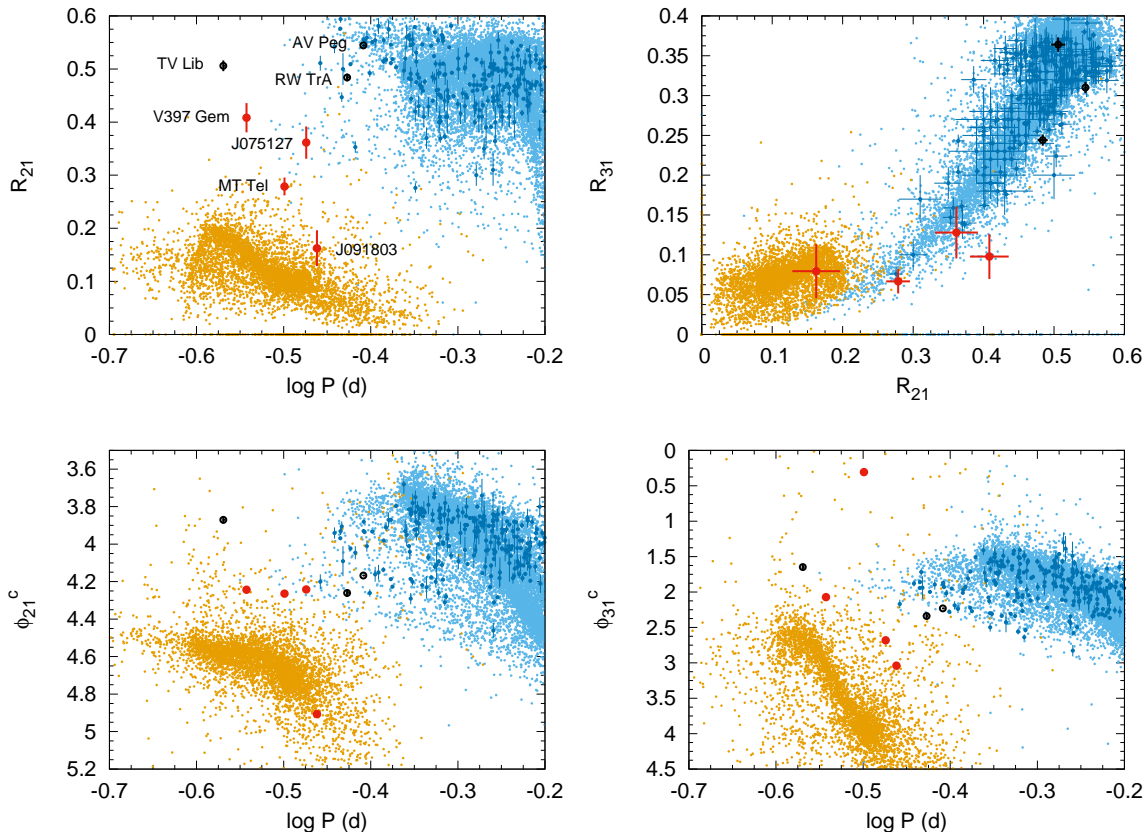 0.6
0.5
0.4
0.3
0.2
0.1
0
R21
-0.7 -0.6 -0.5 -0.4 -0.3 -0.2
log P (d)
AV Peg
TV Lib
RW TrA
V397 Gem
J075127
MT Tel
J091803
0.4
0.35
0.3
0.25
0.2
0.15
0.1
0.05
0
R31
0 0.1 0.2 0.3 0.4 0.5 0.6
R21
3.6
3.8
4
4.2
4.4
4.6
4.8
5
5.2
ϕ21c
-0.7 -0.6 -0.5 -0.4 -0.3 -0.2
log P (d)
0
0.5
1
1.5
2
2.5
3
3.5
4
4.5
ϕ31c
-0.7 -0.6 -0.5 -0.4 -0.3 -0.2
log P (d)